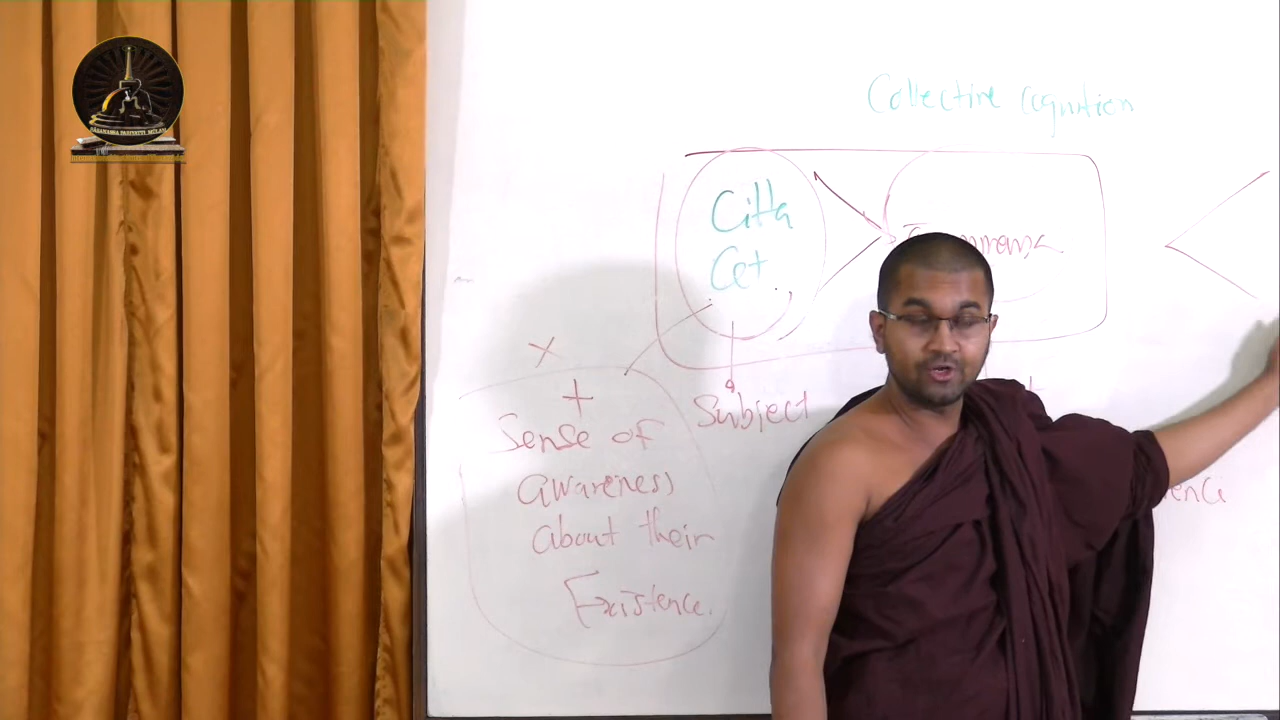 Collective cognition
Citta
Cet
Subject
+
Sense of
awareness
about their
Existence.